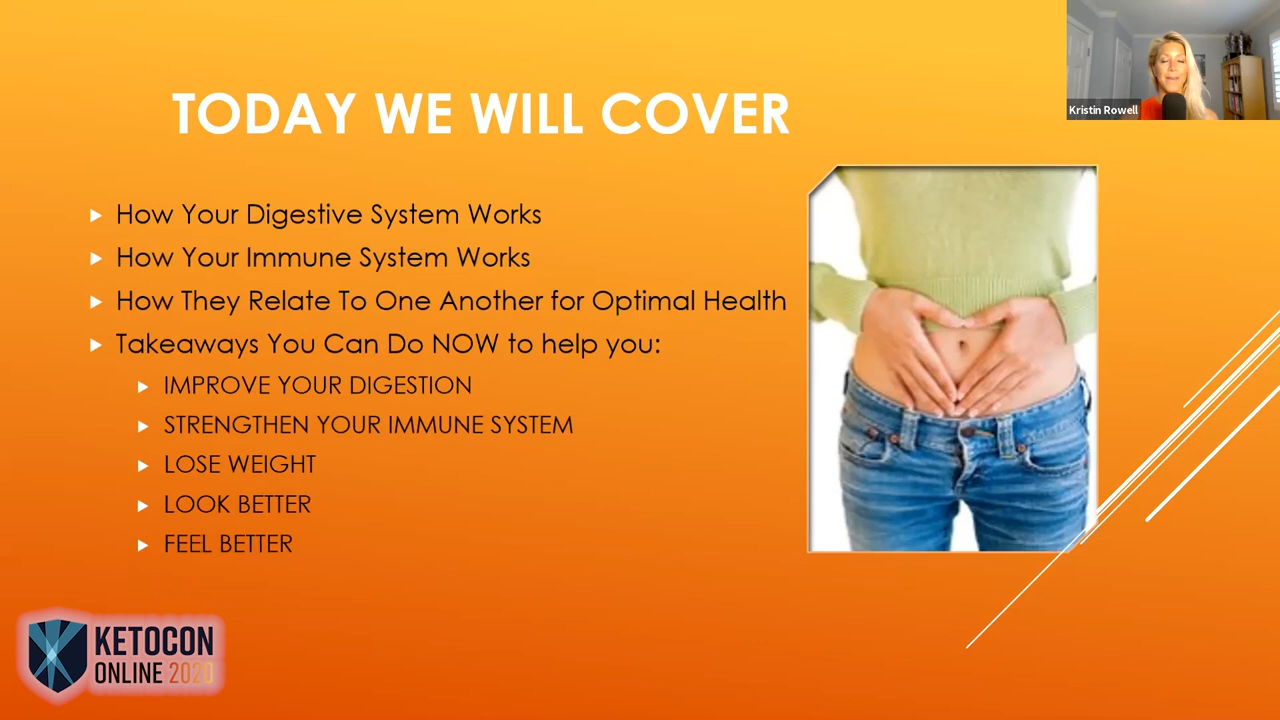 Kristin Rowell
TODAY WE WILL COVER
How Your Digestive System Works
How Your Immune System Works
How They Relate To One Another for Optimal Health
Takeaways You Can Do NOW to help you:
IMPROVE YOUR DIGESTION
STRENGTHEN YOUR IMMUNE SYSTEM
LOSE WEIGHT
LOOK BETTER
FEEL BETTER
KETOCON
ONLINE 2020